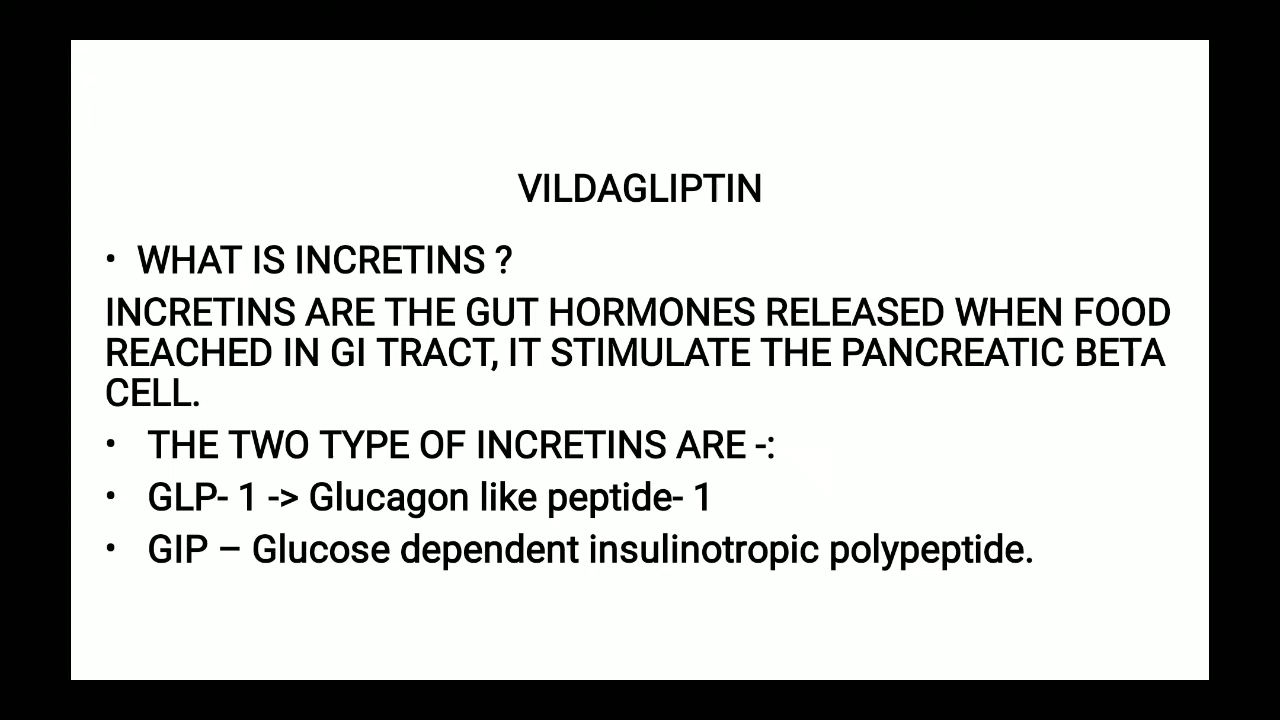 VILDAGLIPTIN
• WHAT IS INCRETINS ?
INCRETINS ARE THE GUT HORMONES RELEASED WHEN FOOD
REACHED IN GI TRACT, IT STIMULATE THE PANCREATIC BETA
CELL.
• THE TWO TYPE OF INCRETINS ARE -:
• GLP- 1 -> Glucagon like peptide- 1
• GIP – Glucose dependent insulinotropic polypeptide.